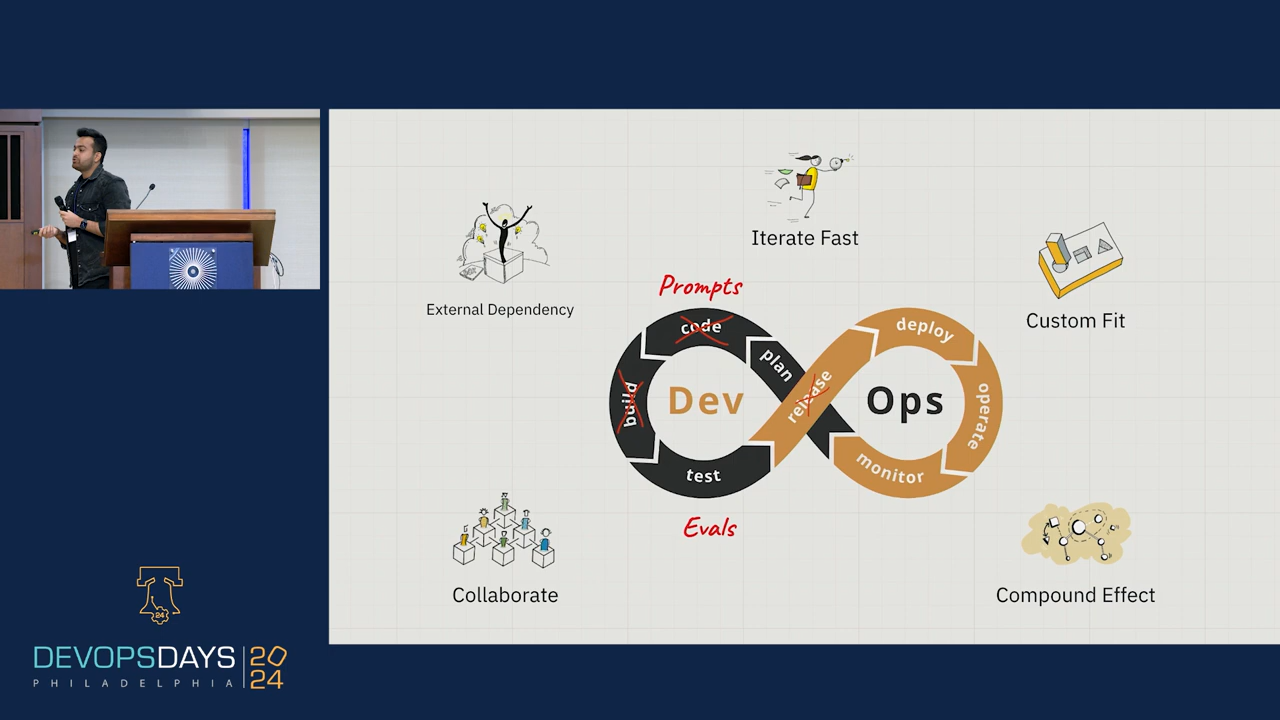 Iterate Fast
External Dependency
Custom Fit
Prompts
code
plan
build
Dev
test
release
deploy
Ops
operate
monitor
Evals
Collaborate
Compound Effect
24
DEVOPSDAYS
PHILADELPHIA
20
24